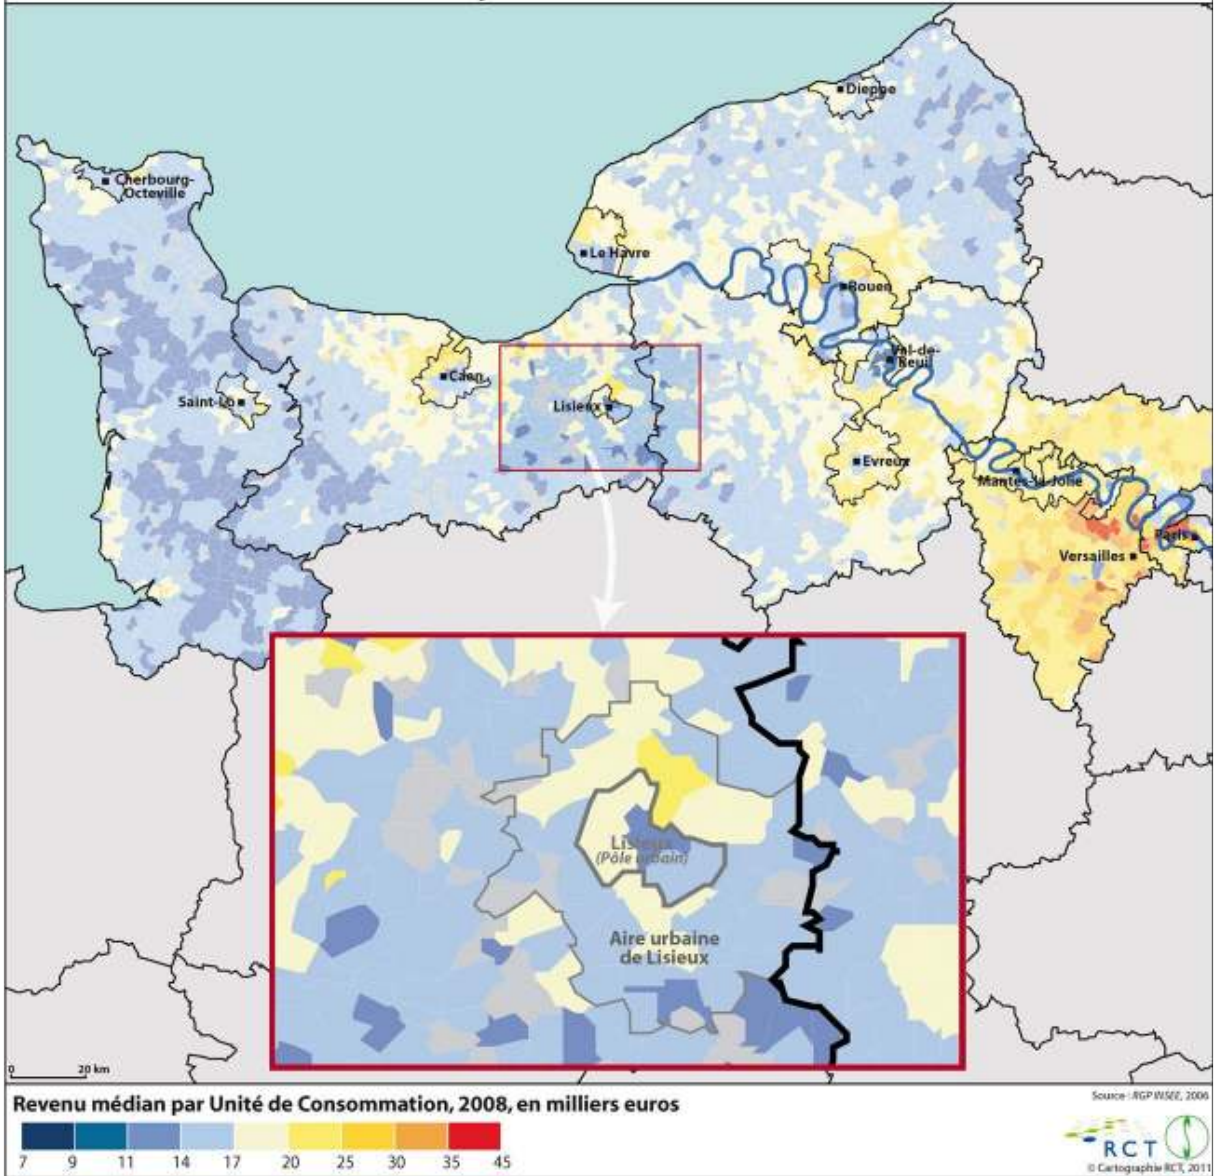 Dieppe
Cherbourg-
Octeville
Le Havre
Rouen
Val-de-
Reuil
Caen
Saint-Lô
Lisieux
Evreux
Mantes-la-Jolie
Paris
Versailles
Lisieux
(Pôle urbain)
Aire urbaine
de Lisieux
0 20 km
Revenu médian par Unité de Consommation, 2008, en milliers euros
Source : RGP INSEE, 2006
7 9 11 14 17 20 25 30 35 45
RCT
© Cartographie RCT, 2011